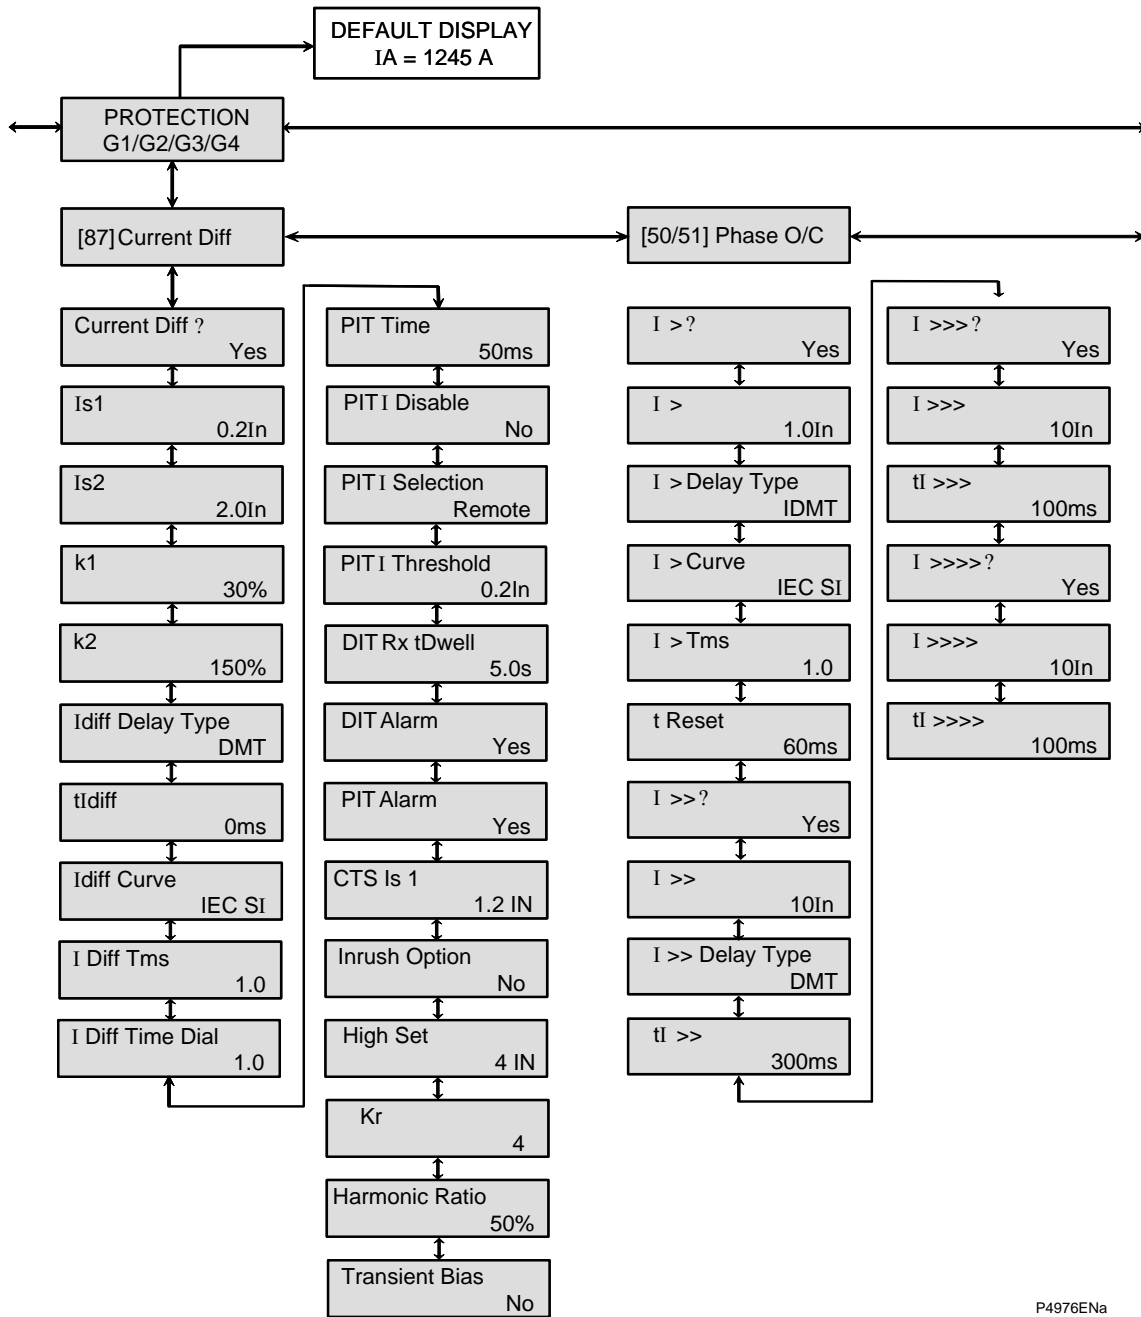 DEFAULT DISPLAY
IA = 1245 A
PROTECTION
G1/G2/G3/G4
[87] Current Diff
[50/51] Phase O/C
Current Diff ?
Yes
Is1
0.2In
Is2
2.0In
k1
30%
k2
150%
Idiff Delay Type
DMT
tIdiff
0ms
Idiff Curve
IEC SI
I Diff Tms
1.0
I Diff Time Dial
1.0
PIT Time
50ms
PIT I Disable
No
PIT I Selection
Remote
PIT I Threshold
0.2In
DIT Rx tDwell
5.0s
DIT Alarm
Yes
PIT Alarm
Yes
CTS Is 1
1.2 IN
Inrush Option
No
High Set
4 IN
Kr
4
Harmonic Ratio
50%
Transient Bias
No
I >?
Yes
I >
1.0In
I > Delay Type
IDMT
I > Curve
IEC SI
I > Tms
1.0
t Reset
60ms
I >>?
Yes
I >>
10In
I >> Delay Type
DMT
tI >>
300ms
I >>>?
Yes
I >>>
10In
tI >>>
100ms
I >>>>?
Yes
I >>>>
10In
tI >>>>
100ms
P4976ENa